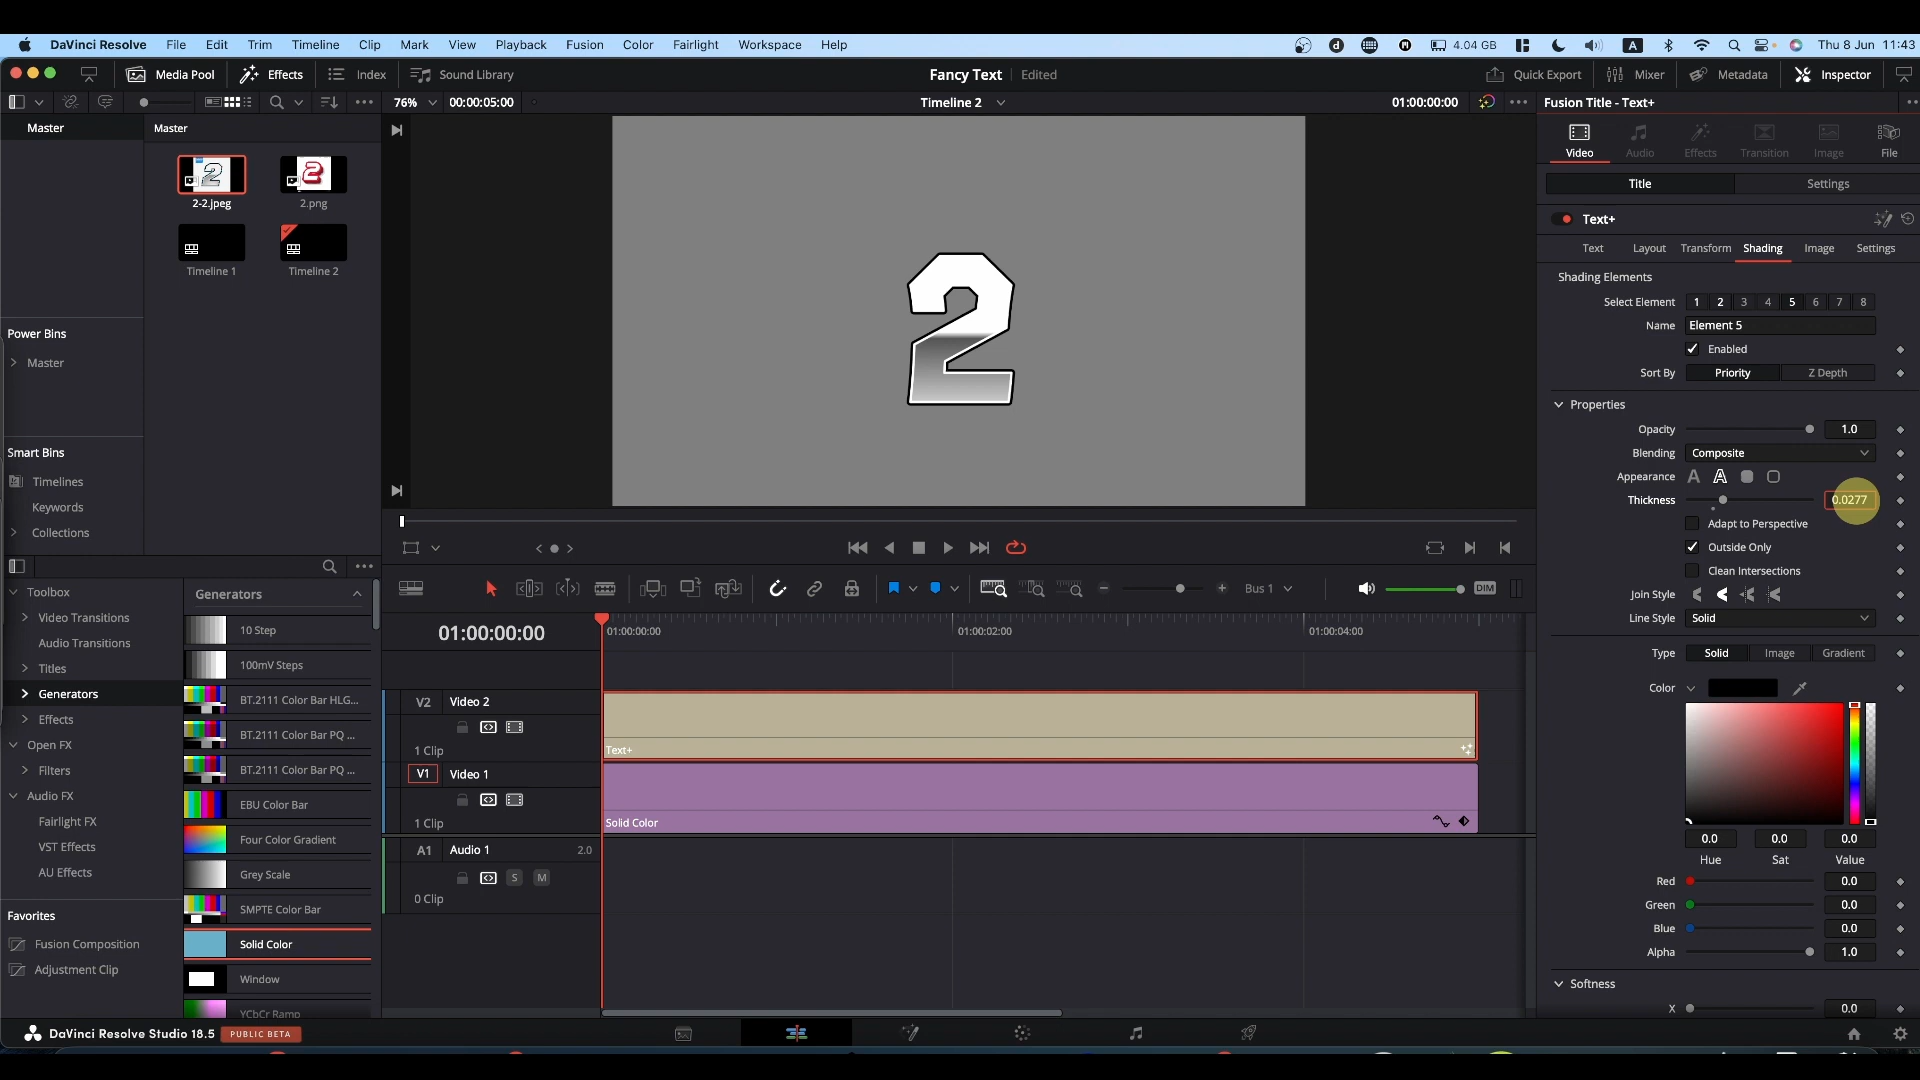 DaVinci Resolve File Edit Trim Timeline Clip Mark View Playback Fusion Color Fairlight Workspace Help 4.04 GB A Thu 8 Jun 11:43
Media Pool Effects Index Sound Library Fancy Text Edited Quick Export Mixer Metadata Inspector
76% 00:00:05:00 Timeline 2 01:00:00:00 Fusion Title - Text+
Master Master
2-2.jpeg 2.png
Timeline 1 Timeline 2
Power Bins
Master
Smart Bins
Timelines
Keywords
Collections
2
Video Audio Effects Transition Image File
Title Settings
Text+
Text Layout Transform Shading Image Settings
Shading Elements
Select Element 1 2 3 4 5 6 7 8
Name Element 5
Enabled
Sort By Priority Z Depth
Properties
Opacity 1.0
Blending Composite
Appearance
Thickness 0.0277
Adapt to Perspective
Outside Only
Clean Intersections
Join Style
Line Style Solid
Type Solid Image Gradient
Color
0.0 0.0 0.0
Hue Sat Value
Red 0.0
Green 0.0
Blue 0.0
Alpha 1.0
Softness
X 0.0
Toolbox
Video Transitions
Audio Transitions
Titles
Generators
Effects
Open FX
Filters
Audio FX
Fairlight FX
VST Effects
AU Effects
Favorites
Fusion Composition
Adjustment Clip
Generators
10 Step
100mV Steps
BT.2111 Color Bar HLG...
BT.2111 Color Bar PQ ...
BT.2111 Color Bar PQ ...
EBU Color Bar
Four Color Gradient
Grey Scale
SMPTE Color Bar
Solid Color
Window
YCbCr Ramp
Bus 1 DIM
01:00:00:00 01:00:00:00 01:00:02:00 01:00:04:00
V2 Video 2
1 Clip Text+
V1 Video 1
1 Clip Solid Color
A1 Audio 1 2.0
S M
0 Clip
DaVinci Resolve Studio 18.5 PUBLIC BETA